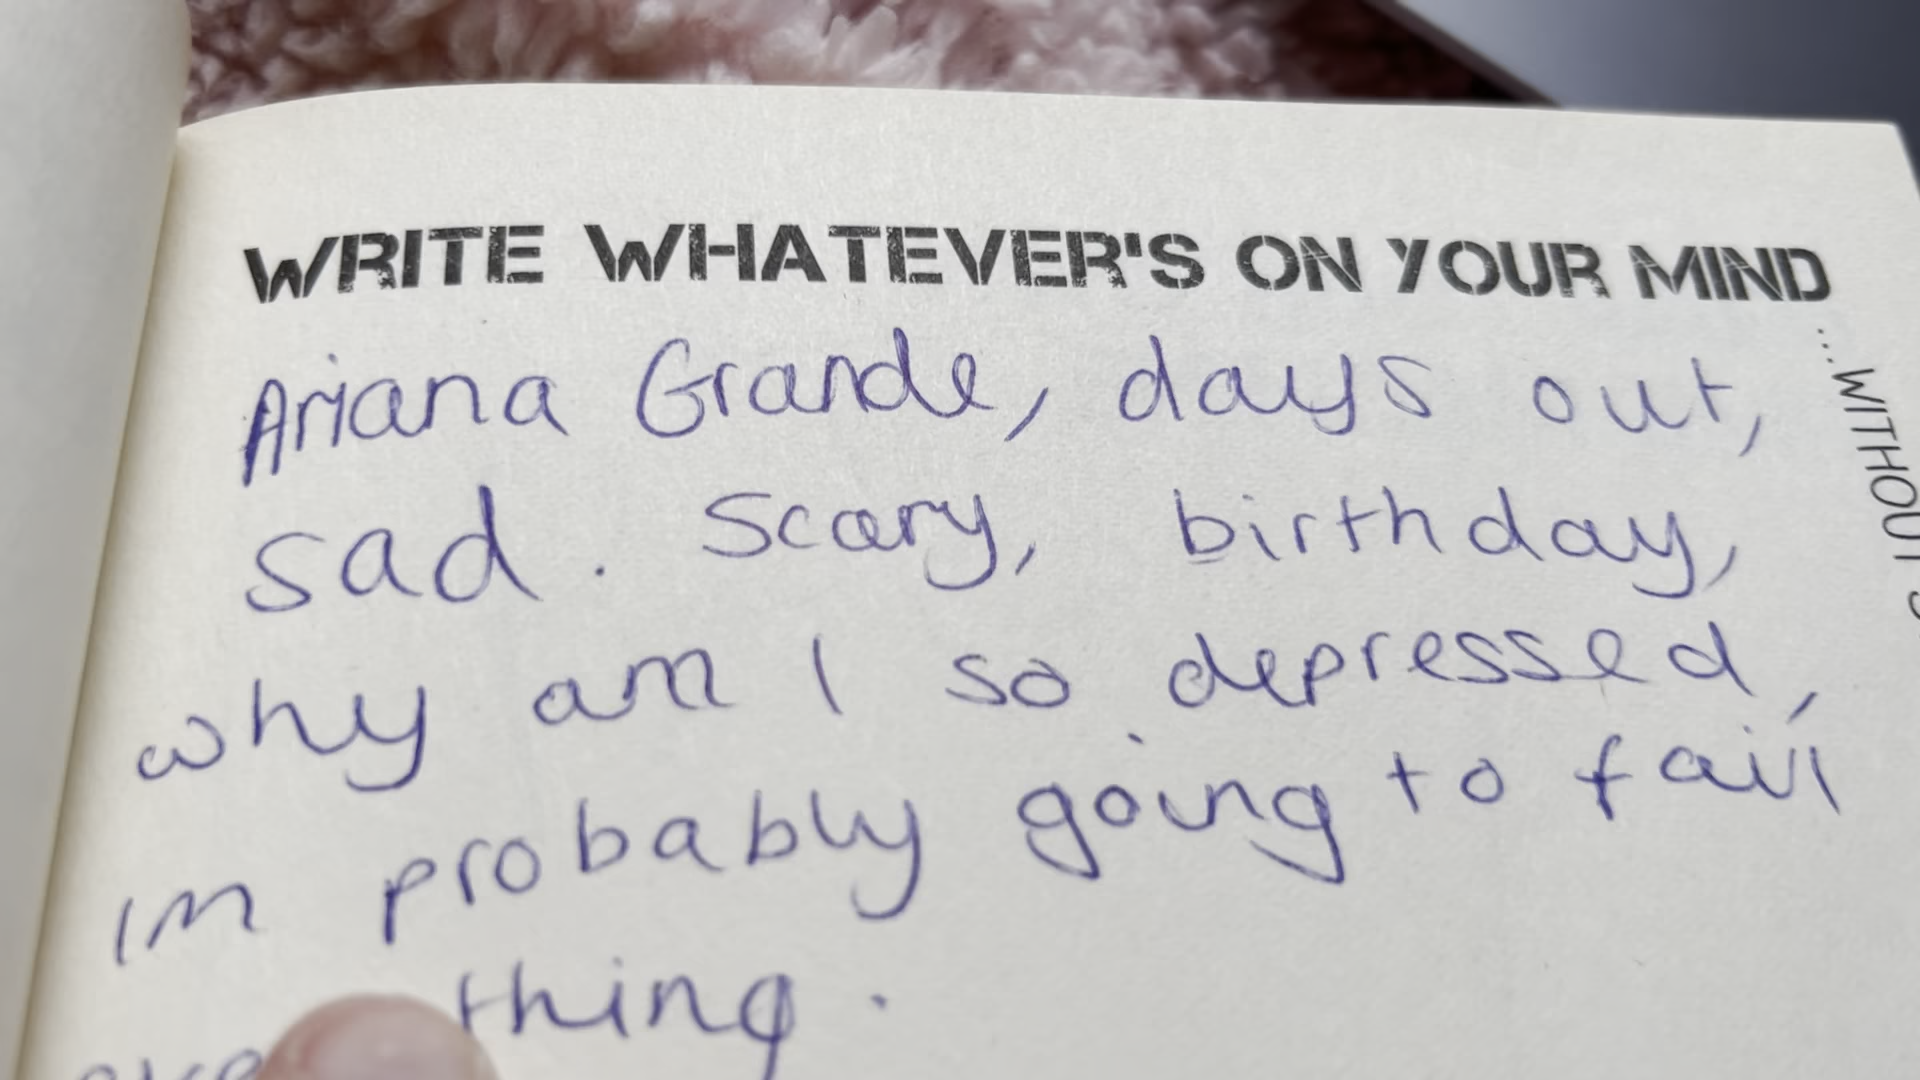 WRITE WHATEVER'S ON YOUR MIND
...WITHOUT
Ariana Grande, days out,
sad. Scary, birthday,
why am I so depressed,
im probably going to fail
thing.